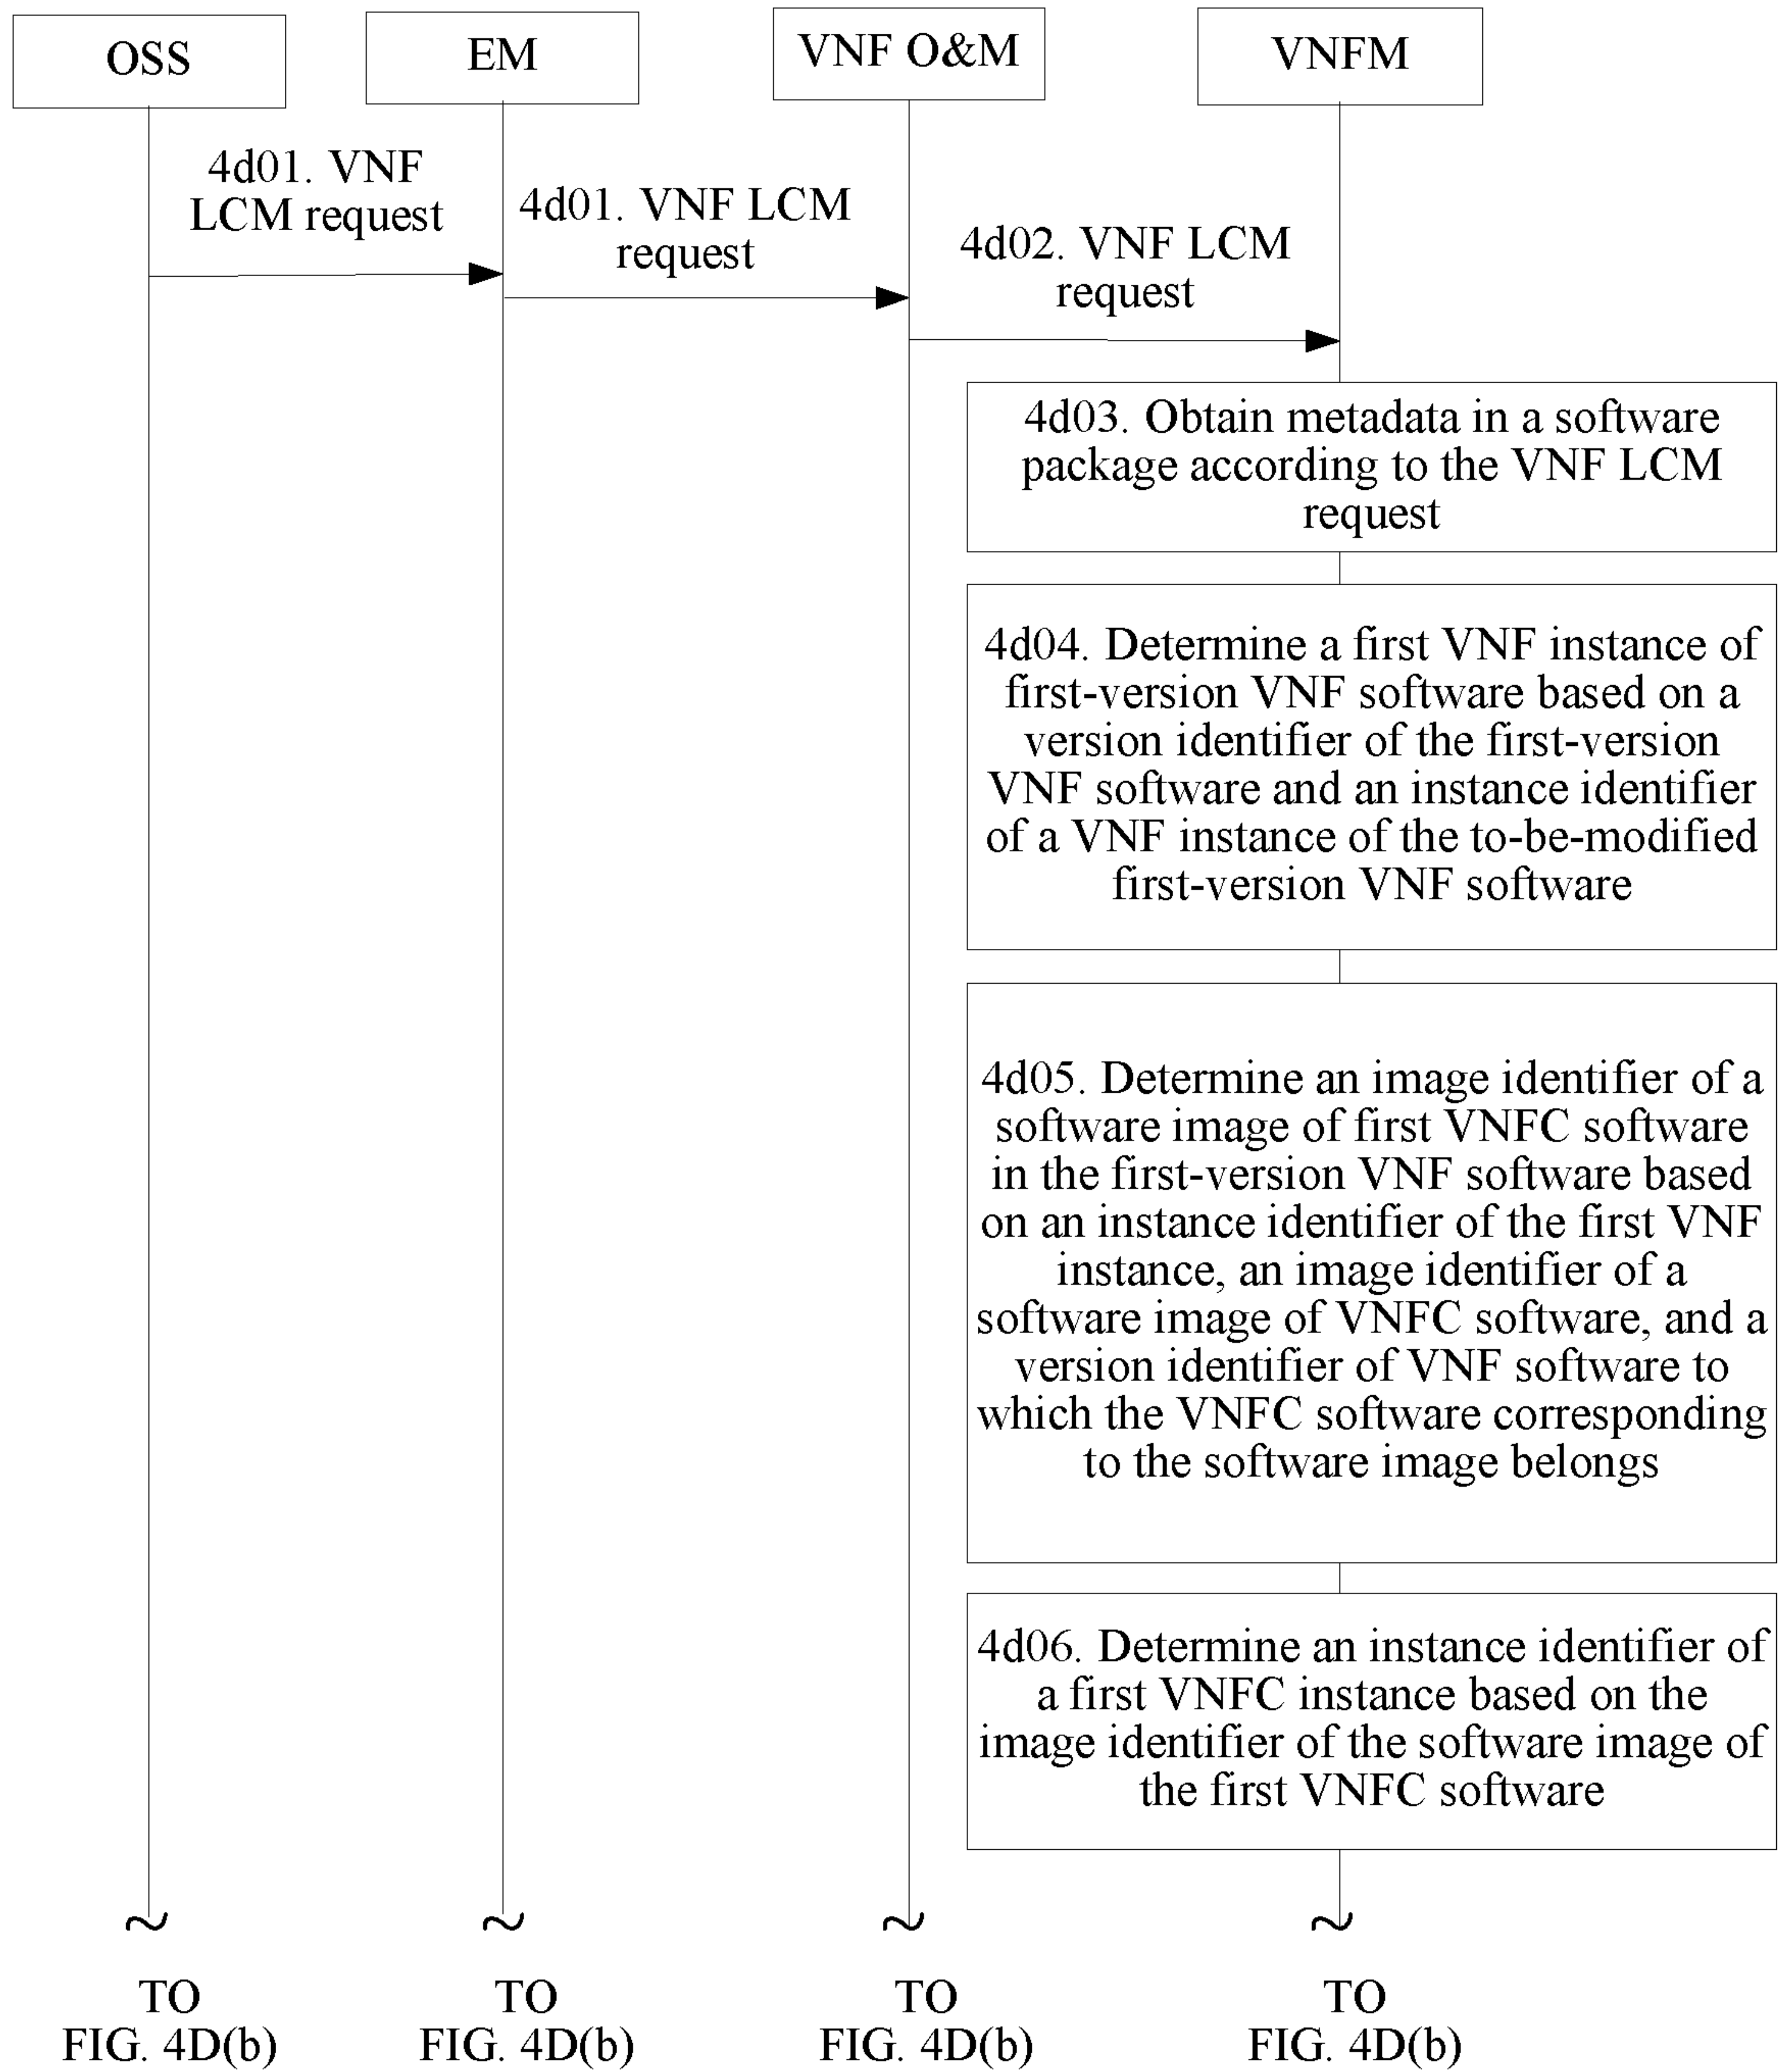 OSS
EM
VNF O&M
VNFM
4d01. VNF
LCM request
4d01. VNF LCM
request
4d02. VNF LCM
request
4d03. Obtain metadata in a software
package according to the VNF LCM
request
4d04. Determine a first VNF instance of
first-version VNF software based on a
version identifier of the first-version
VNF software and an instance identifier
of a VNF instance of the to-be-modified
first-version VNF software
4d05. Determine an image identifier of a
software image of first VNFC software
in the first-version VNF software based
on an instance identifier of the first VNF
instance, an image identifier of a
software image of VNFC software, and a
version identifier of VNF software to
which the VNFC software corresponding
to the software image belongs
4d06. Determine an instance identifier of
a first VNFC instance based on the
image identifier of the software image of
the first VNFC software
TO
FIG. 4D(b)
TO
FIG. 4D(b)
TO
FIG. 4D(b)
TO
FIG. 4D(b)